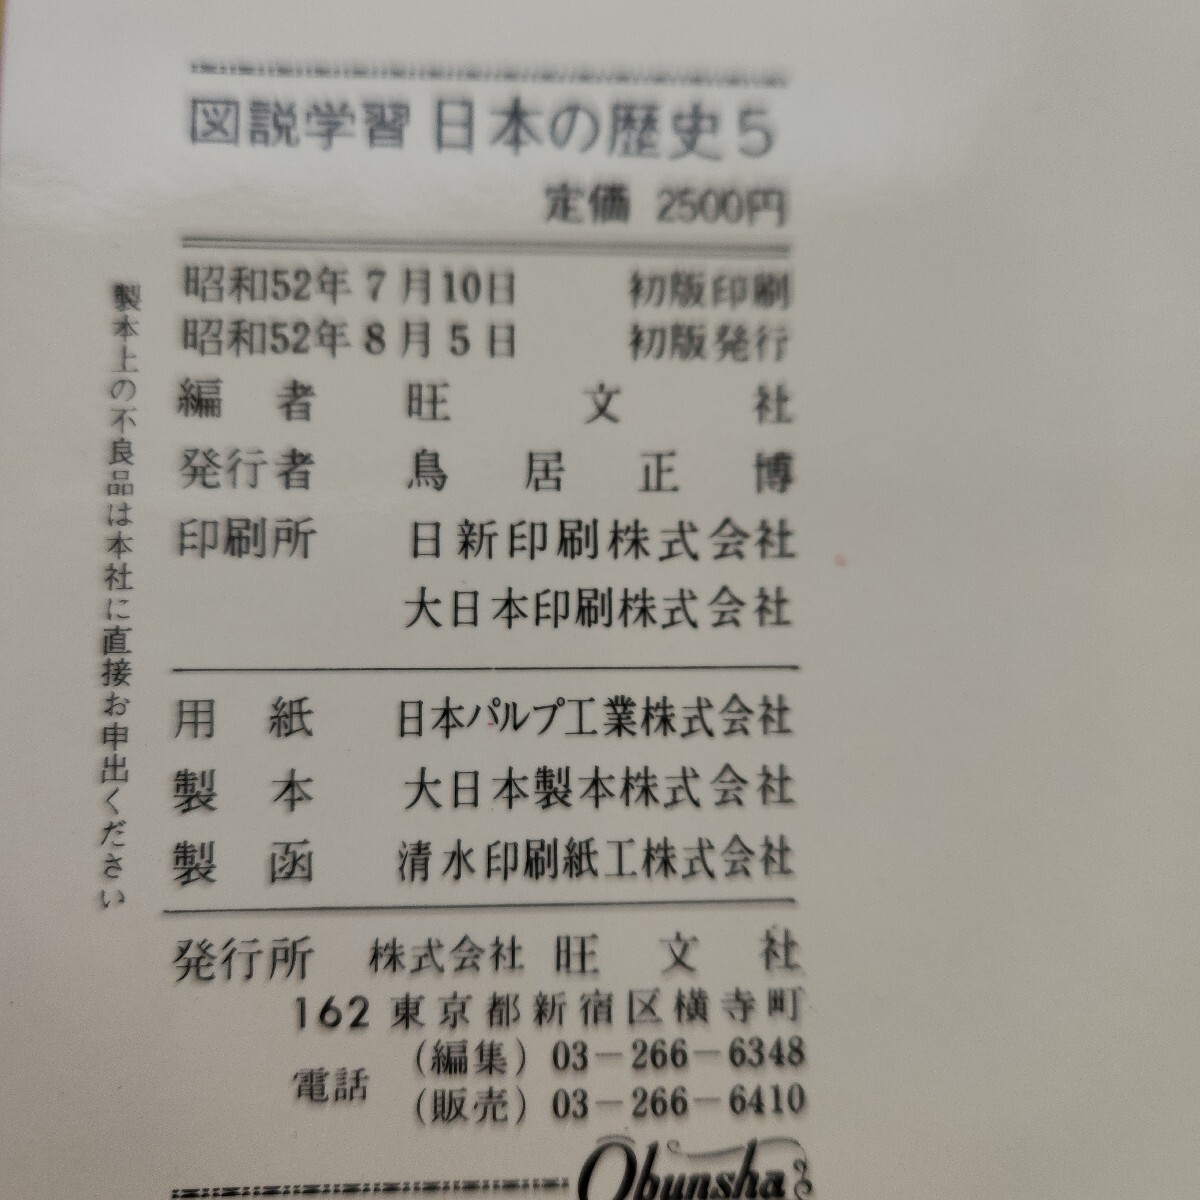 図説学習 日本の歴史5
定価 2500円
昭和52年 7 月10日 初版印刷
昭和52年 8 月 5 日 初版発行
編者 旺文社
発行者 鳥居正博
印刷所 日新印刷株式会社
大日本印刷株式会社
用紙 日本パルプ工業株式会社
製本 大日本製本株式会社
製函 清水印刷紙工株式会社
発行所 株式会社 旺文社
162 東京都新宿区横寺町
電話 (編集) 03-266-6348
(販売) 03-266-6410
Obunsha
製本上の不良品は本社に直接お申出ください